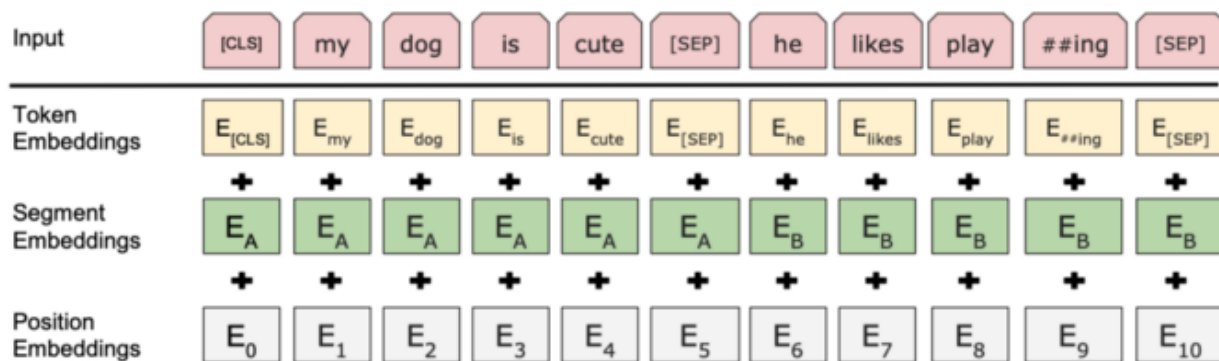 Input [CLS] my dog is cute [SEP] he likes play ##ing [SEP]
Token
Embeddings
E[CLS] Emy Edog Eis Ecute E[SEP] Ehe Elikes Eplay E##ing E[SEP]
+ + + + + + + + + + +
Segment
Embeddings
EA EA EA EA EA EA EB EB EB EB EB
+ + + + + + + + + + +
Position
Embeddings
E0 E1 E2 E3 E4 E5 E6 E7 E8 E9 E10